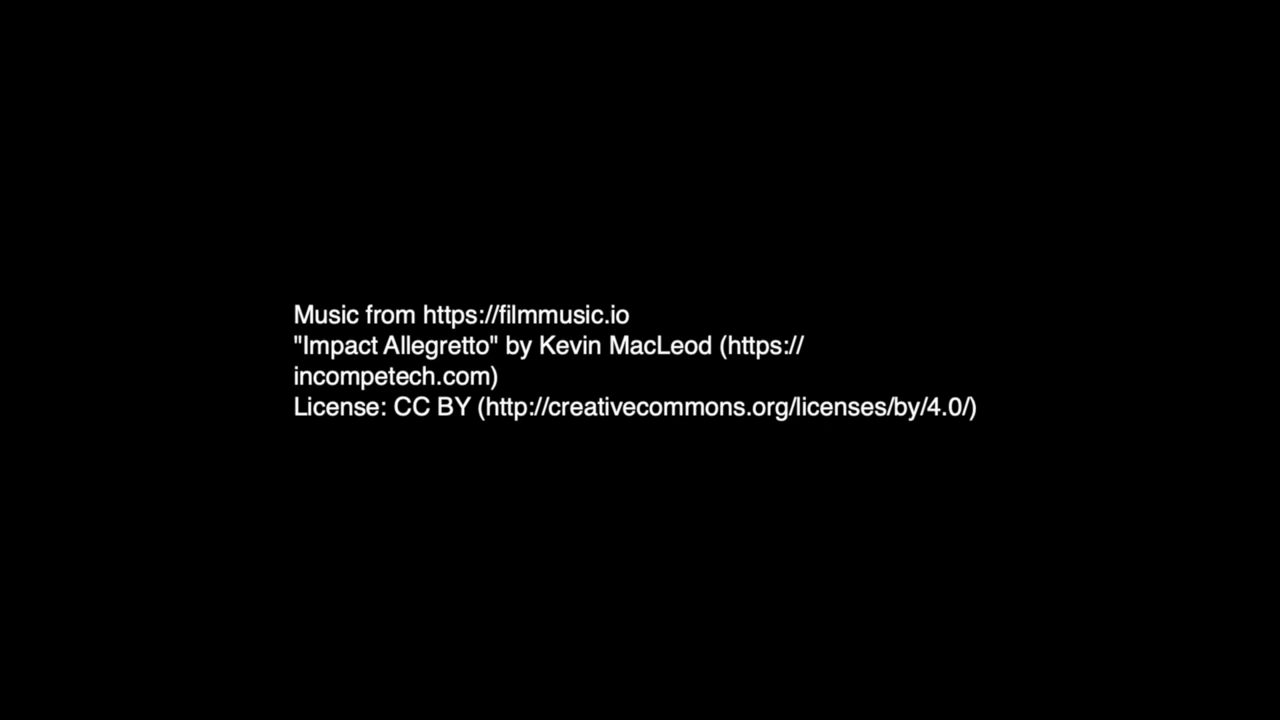 Music from https://filmmusic.io
"Impact Allegretto" by Kevin MacLeod (https://
incompetech.com)
License: CC BY (http://creativecommons.org/licenses/by/4.0/)